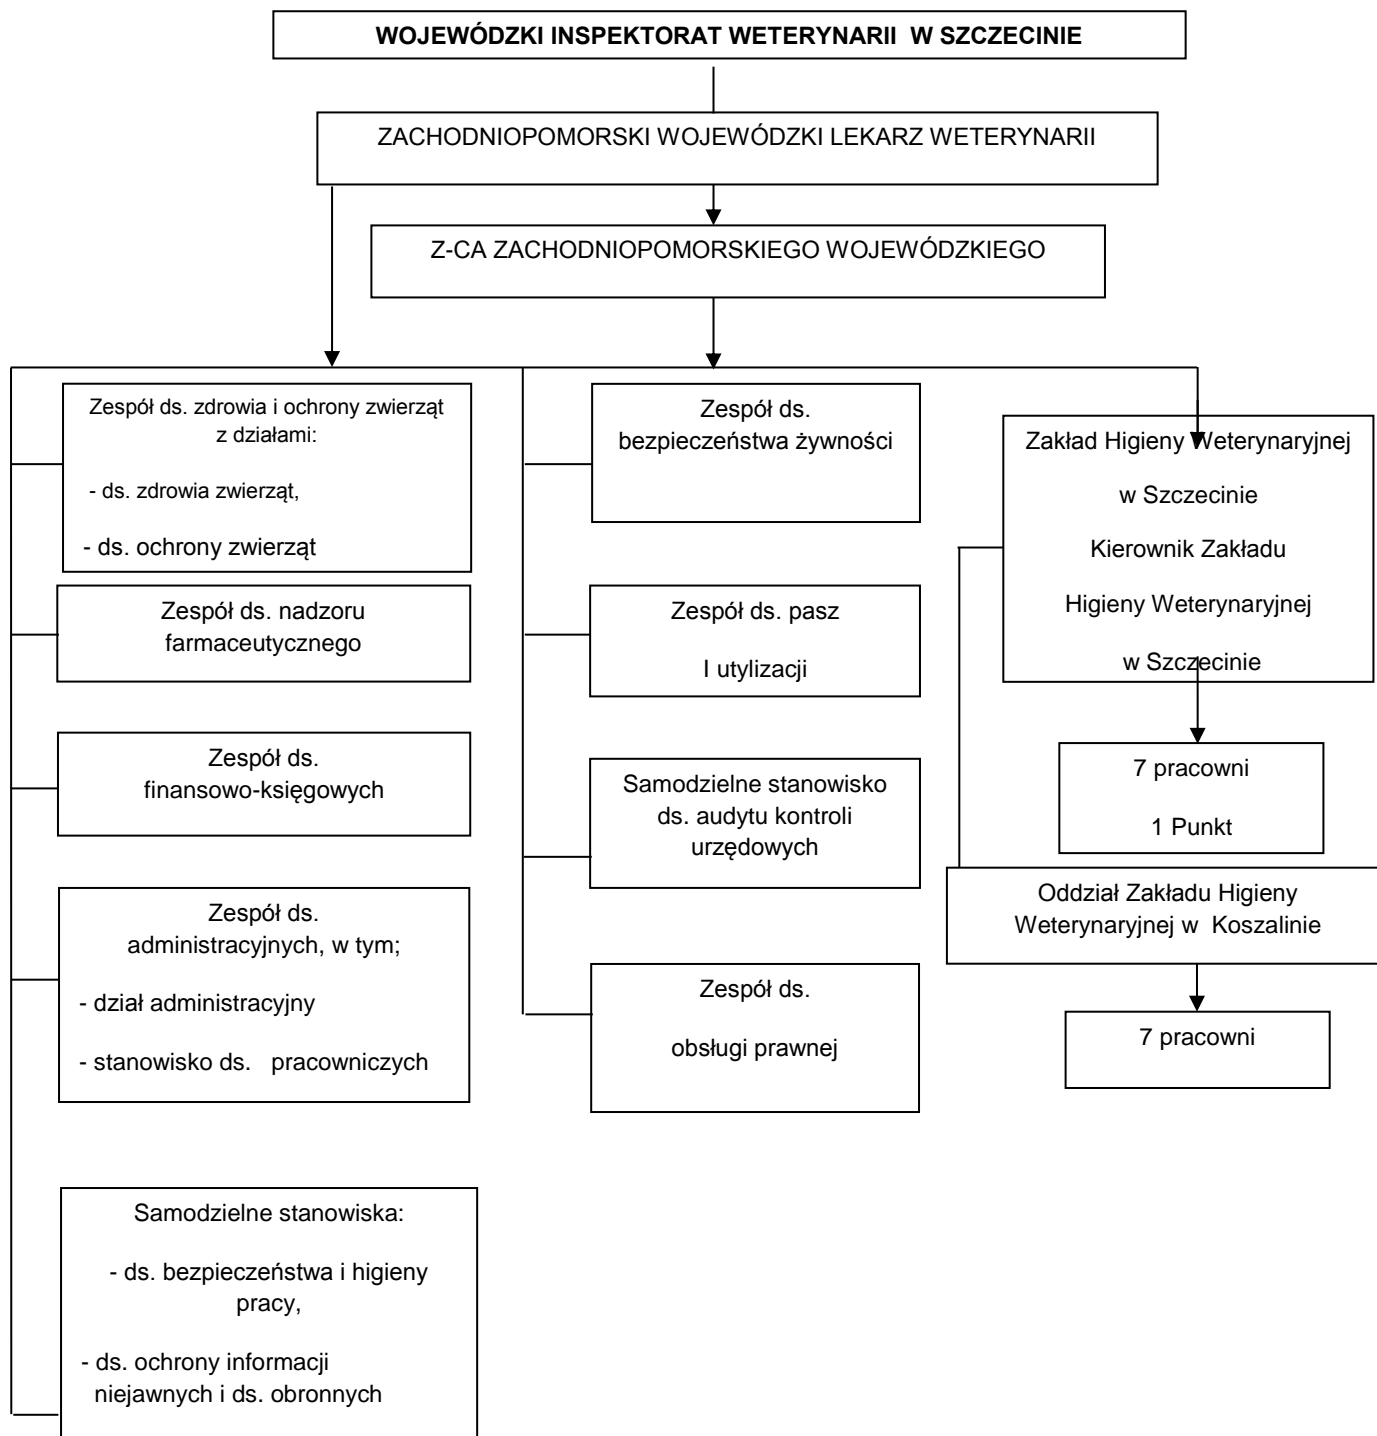 WOJEWÓDZKI INSPEKTORAT WETERYNARII W SZCZECINIE
ZACHODNIOPOMORSKI WOJEWÓDZKI LEKARZ WETERYNARII
Z-CA ZACHODNIOPOMORSKIEGO WOJEWÓDZKIEGO
Zespół ds. zdrowia i ochrony zwierząt
z działami:
- ds. zdrowia zwierząt,
- ds. ochrony zwierząt
Zespół ds. nadzoru
farmaceutycznego
Zespół ds.
finansowo-księgowych
Zespół ds.
administracyjnych, w tym;
- dział administracyjny
- stanowisko ds. pracowniczych
Samodzielne stanowiska:
- ds. bezpieczeństwa i higieny
pracy,
- ds. ochrony informacji
niejawnych i ds. obronnych
Zespół ds.
bezpieczeństwa żywności
Zespół ds. pasz
I utylizacji
Samodzielne stanowisko
ds. audytu kontroli
urzędowych
Zespół ds.
obsługi prawnej
Zakład Higieny Weterynaryjnej
w Szczecinie
Kierownik Zakładu
Higieny Weterynaryjnej
w Szczecinie
7 pracowni
1 Punkt
Oddział Zakładu Higieny
Weterynaryjnej w Koszalinie
7 pracowni